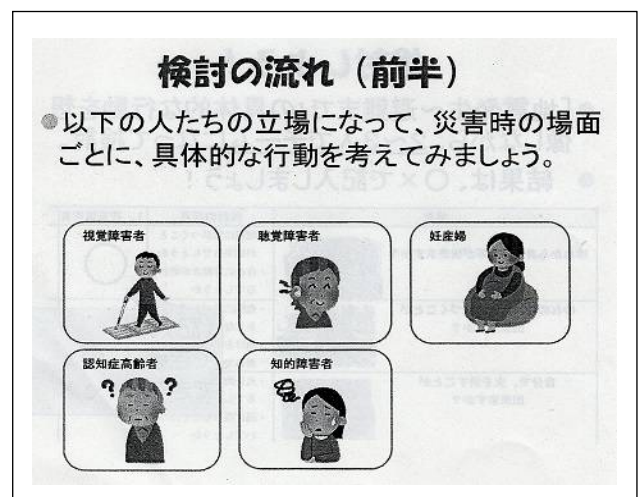 検討の流れ（前半）
以下の人たちの立場になって、災害時の場面
ごとに、具体的な行動を考えてみましょう。
視覚障害者
聴覚障害者
妊産婦
認知症高齢者
? ?
知的障害者